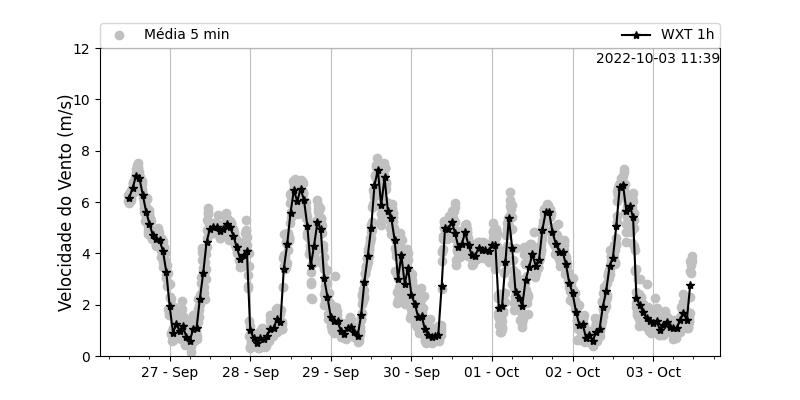 Média 5 min WXT 1h
2022-10-03 11:39
Velocidade do Vento (m/s)
12
10
8
6
4
2
0
27 - Sep 28 - Sep 29 - Sep 30 - Sep 01 - Oct 02 - Oct 03 - Oct